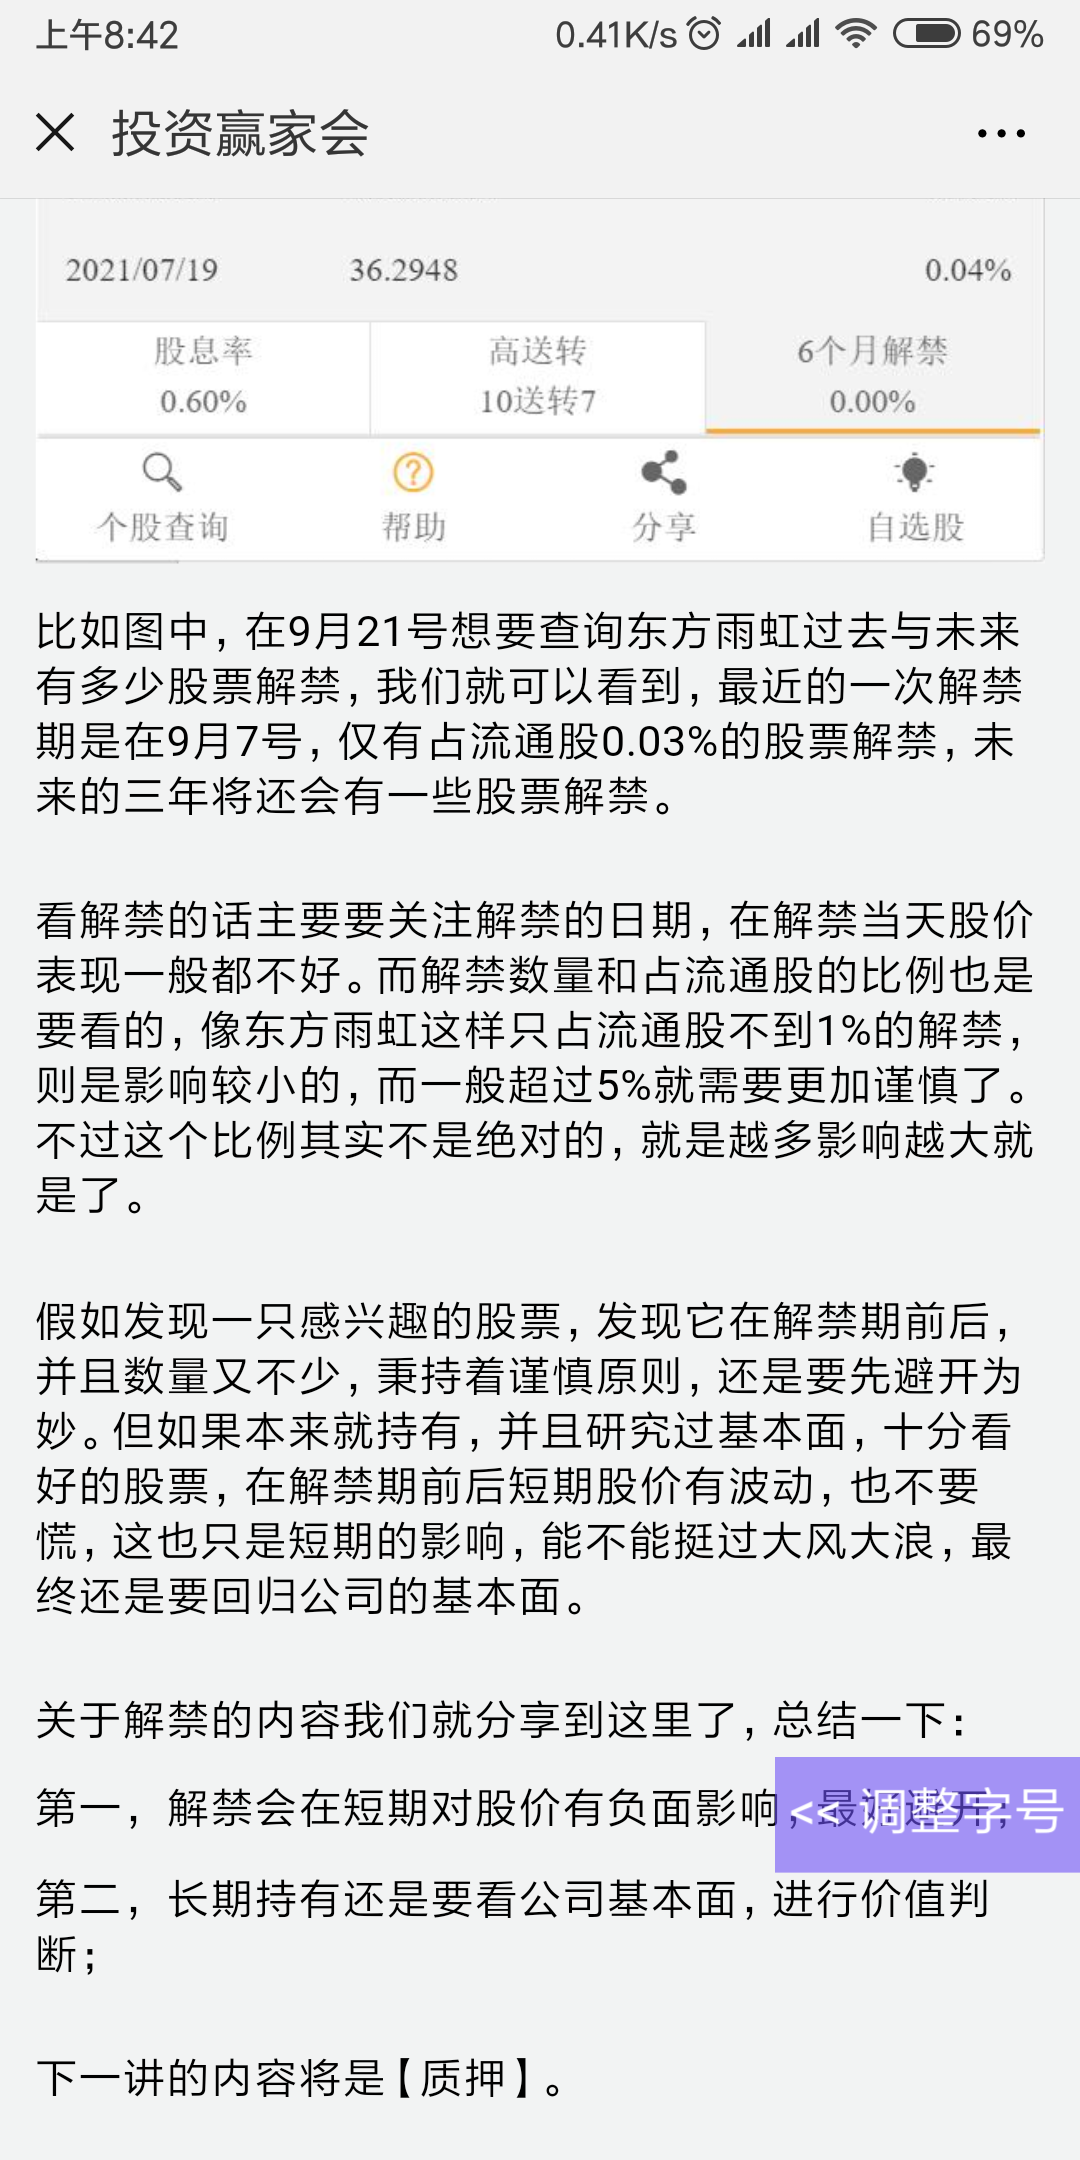 上午8:42
0.41K/s
69%
投资赢家会
2021/07/19 36.2948 0.04%
股息率 高送转 6个月解禁
0.60% 10送转7 0.00%
个股查询 帮助 分享 自选股
比如图中，在9月21号想要查询东方雨虹过去与未来
有多少股票解禁，我们就可以看到，最近的一次解禁
期是在9月7号，仅有占流通股0.03%的股票解禁，未
来的三年将还会有一些股票解禁。
看解禁的话主要要关注解禁的日期，在解禁当天股价
表现一般都不好。而解禁数量和占流通股的比例也是
要看的，像东方雨虹这样只占流通股不到1%的解禁，
则是影响较小的，而一般超过5%就需要更加谨慎了。
不过这个比例其实不是绝对的，就是越多影响越大就
是了。
假如发现一只感兴趣的股票，发现它在解禁期前后，
并且数量又不少，秉持着谨慎原则，还是要先避开为
妙。但如果本来就持有，并且研究过基本面，十分看
好的股票，在解禁期前后短期股价有波动，也不要
慌，这也只是短期的影响，能不能挺过大风大浪，最
终还是要回归公司的基本面。
关于解禁的内容我们就分享到这里了，总结一下：
第一，解禁会在短期对股价有负面影响，最好避开；
<< 调整字号
第二，长期持有还是要看公司基本面，进行价值判
断；
下一讲的内容将是【质押】。